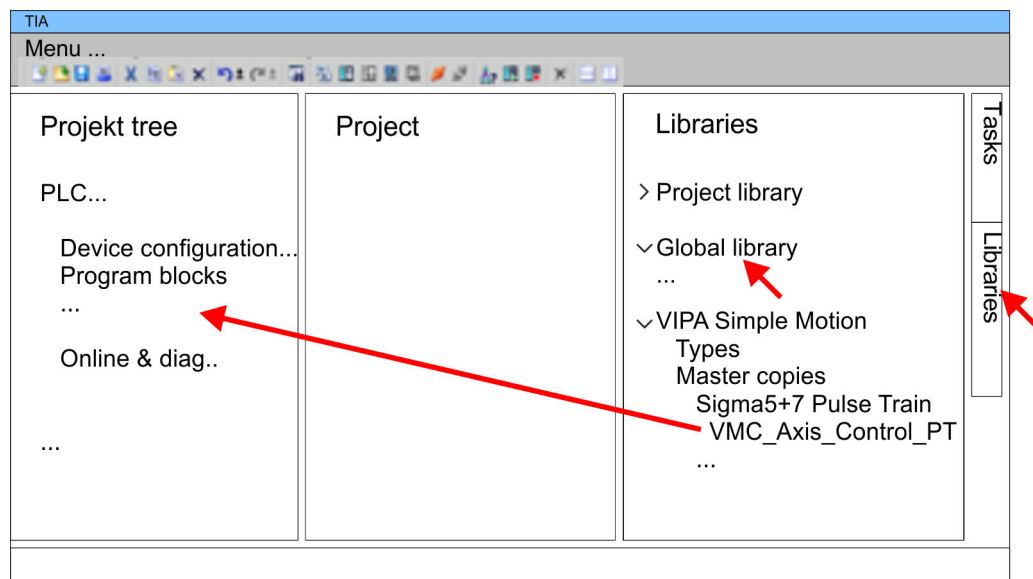 TIA
Menu ...
Projekt tree
PLC...
Device configuration...
Program blocks
...
Online & diag..
...
Project
Libraries
Project library
Global library
...
VIPA Simple Motion
Types
Master copies
Sigma5+7 Pulse Train
VMC_Axis_Control_PT
...
Tasks
Libraries